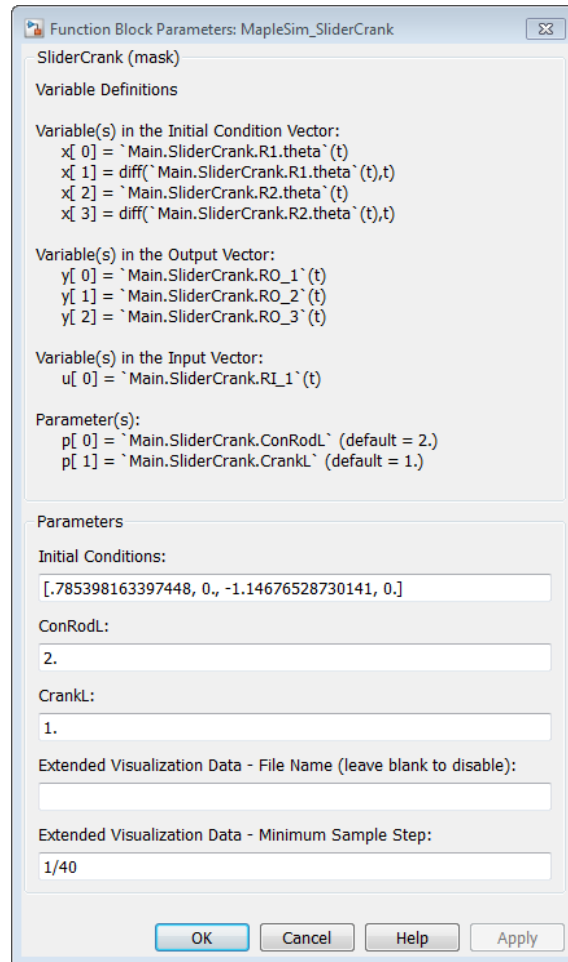 Function Block Parameters: MapleSim_SliderCrank
SliderCrank (mask)
Variable Definitions
Variable(s) in the Initial Condition Vector:
x[ 0] = `Main.SliderCrank.R1.theta`(t)
x[ 1] = diff(`Main.SliderCrank.R1.theta`(t),t)
x[ 2] = `Main.SliderCrank.R2.theta`(t)
x[ 3] = diff(`Main.SliderCrank.R2.theta`(t),t)
Variable(s) in the Output Vector:
y[ 0] = `Main.SliderCrank.RO_1`(t)
y[ 1] = `Main.SliderCrank.RO_2`(t)
y[ 2] = `Main.SliderCrank.RO_3`(t)
Variable(s) in the Input Vector:
u[ 0] = `Main.SliderCrank.RI_1`(t)
Parameter(s):
p[ 0] = `Main.SliderCrank.ConRodL` (default = 2.)
p[ 1] = `Main.SliderCrank.CrankL` (default = 1.)
Parameters
Initial Conditions:
[.785398163397448, 0., -1.14676528730141, 0.]
ConRodL:
2.
CrankL:
1.
Extended Visualization Data - File Name (leave blank to disable):
Extended Visualization Data - Minimum Sample Step:
1/40
OK Cancel Help Apply